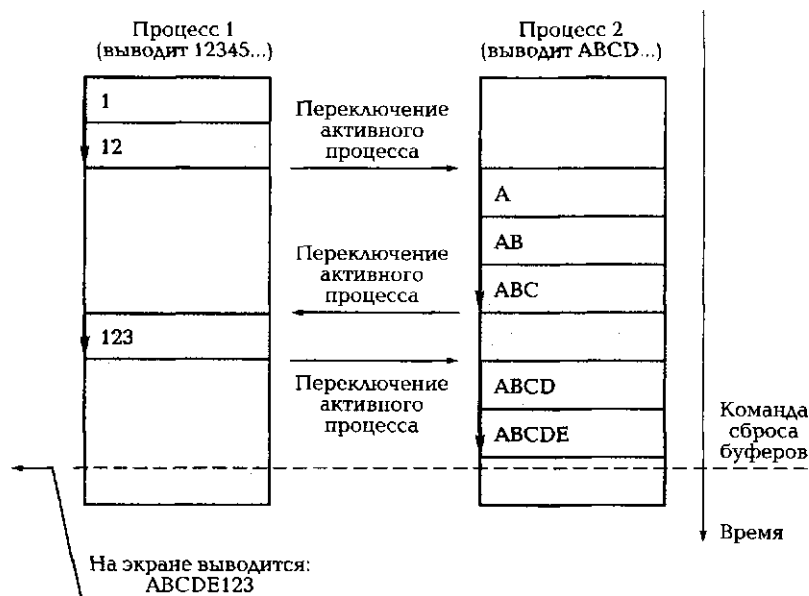 Процесс 1
(выводит 12345...)
Процесс 2
(выводит ABCD...)
1
12
Переключение
активного
процесса
A
AB
ABC
Переключение
активного
процесса
123
Переключение
активного
процесса
ABCD
ABCDE
Команда
сброса
буферов
Время
На экране выводится:
ABCDE123